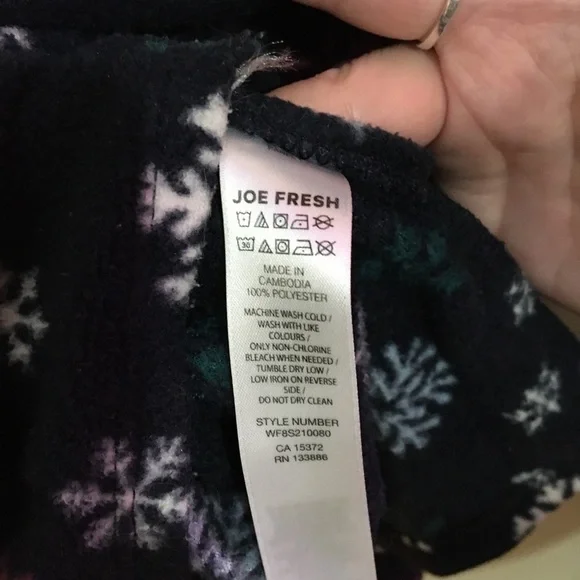 JOE FRESH
30
MADE IN
CAMBODIA
100% POLYESTER
MACHINE WASH COLD /
WASH WITH LIKE
COLOURS /
ONLY NON-CHLORINE
BLEACH WHEN NEEDED /
TUMBLE DRY LOW /
LOW IRON ON REVERSE
SIDE /
DO NOT DRY CLEAN
STYLE NUMBER
WF8S210080
CA 15372
RN 133886